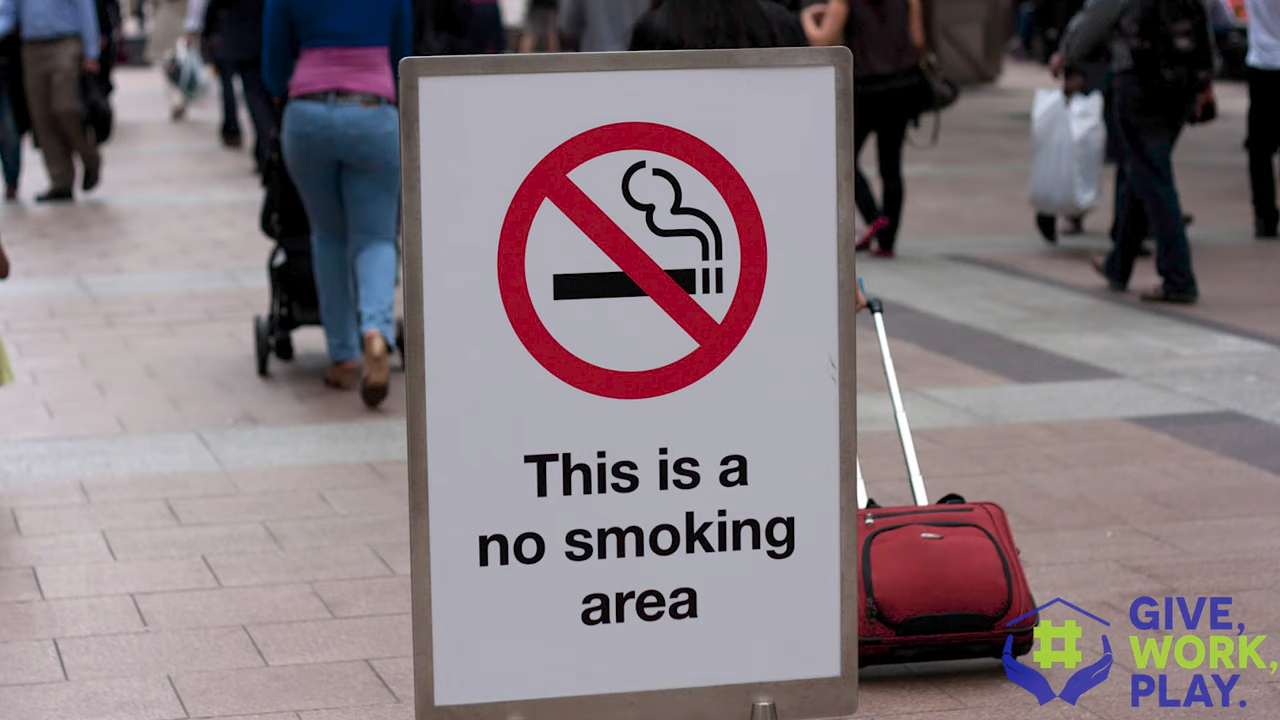 This is a
no smoking
area
#
GIVE,
WORK,
PLAY.